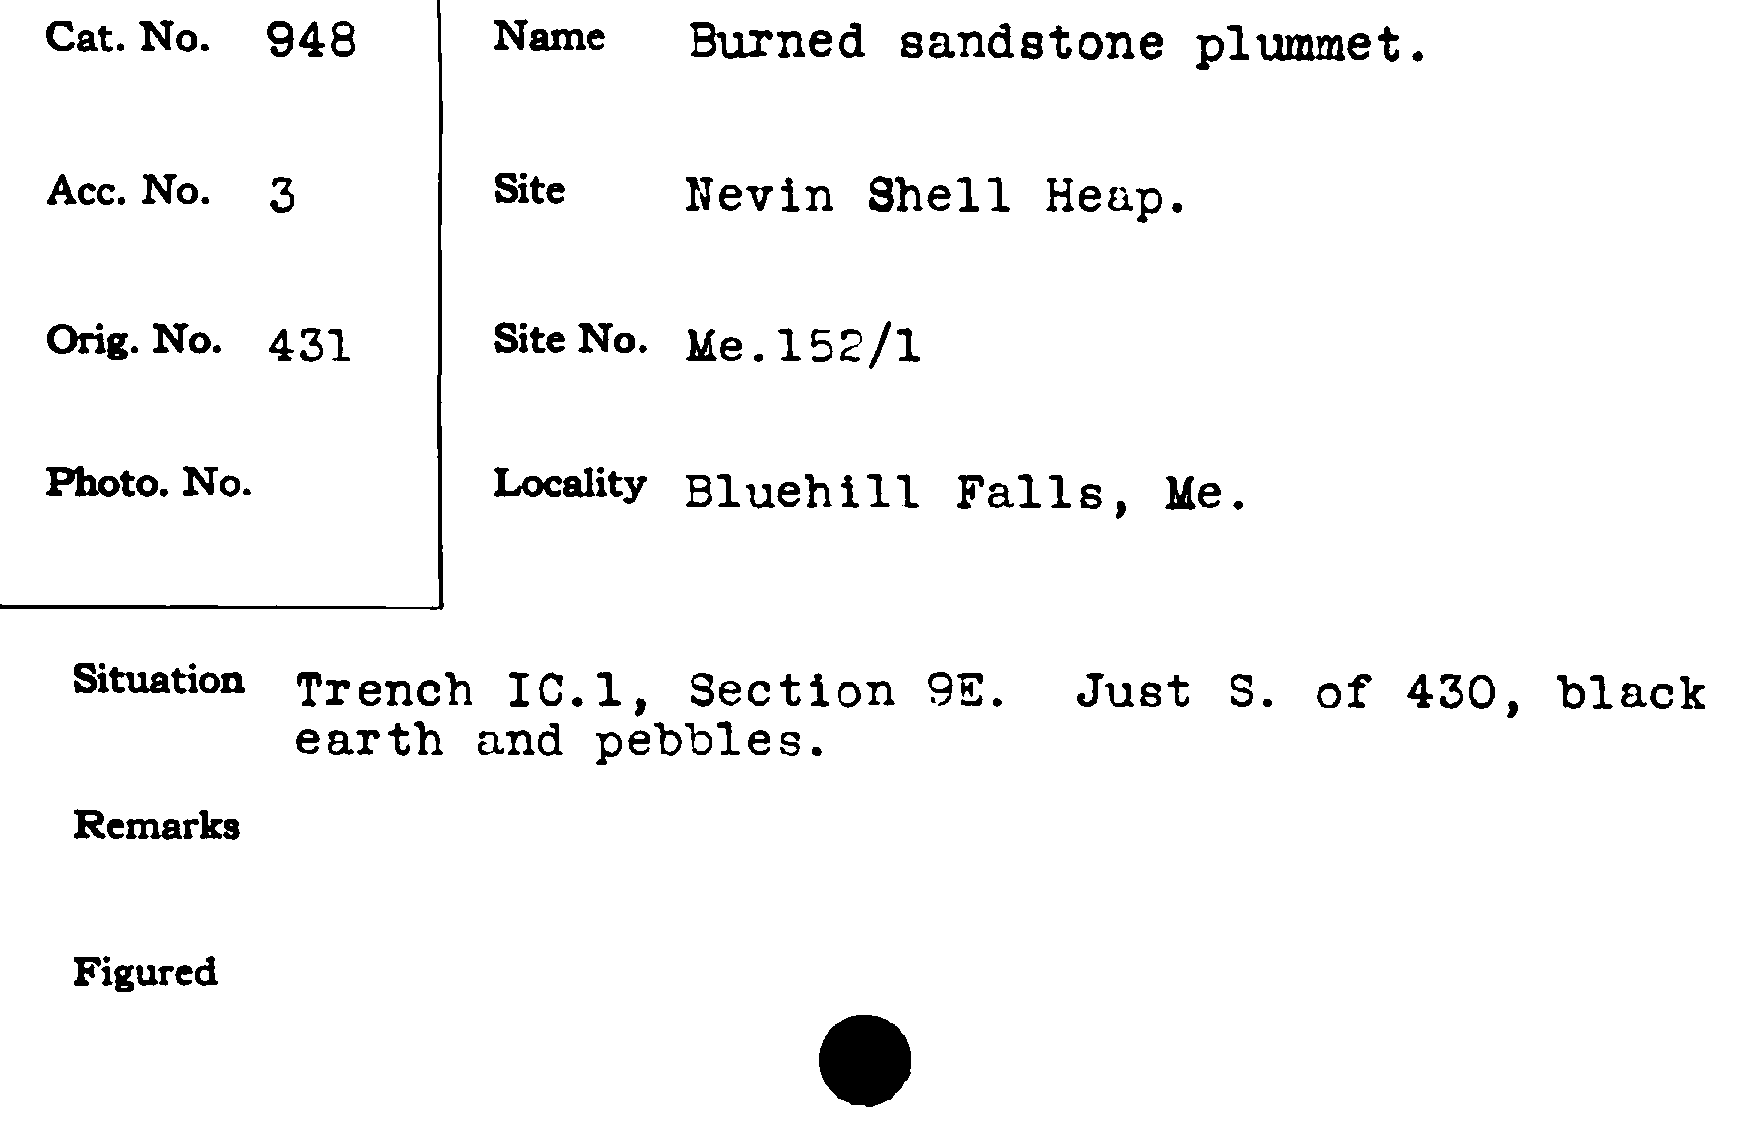 Cat. No. 948
Name Burned sandstone plummet.
Acc. No. 3
Site Nevin Shell Heap.
Orig. No. 431
Site No. Me.152/1
Photo. No.
Locality Bluehill Falls, Me.
Situation Trench IC.1, Section 9E. Just S. of 430, black
earth and pebbles.
Remarks
Figured